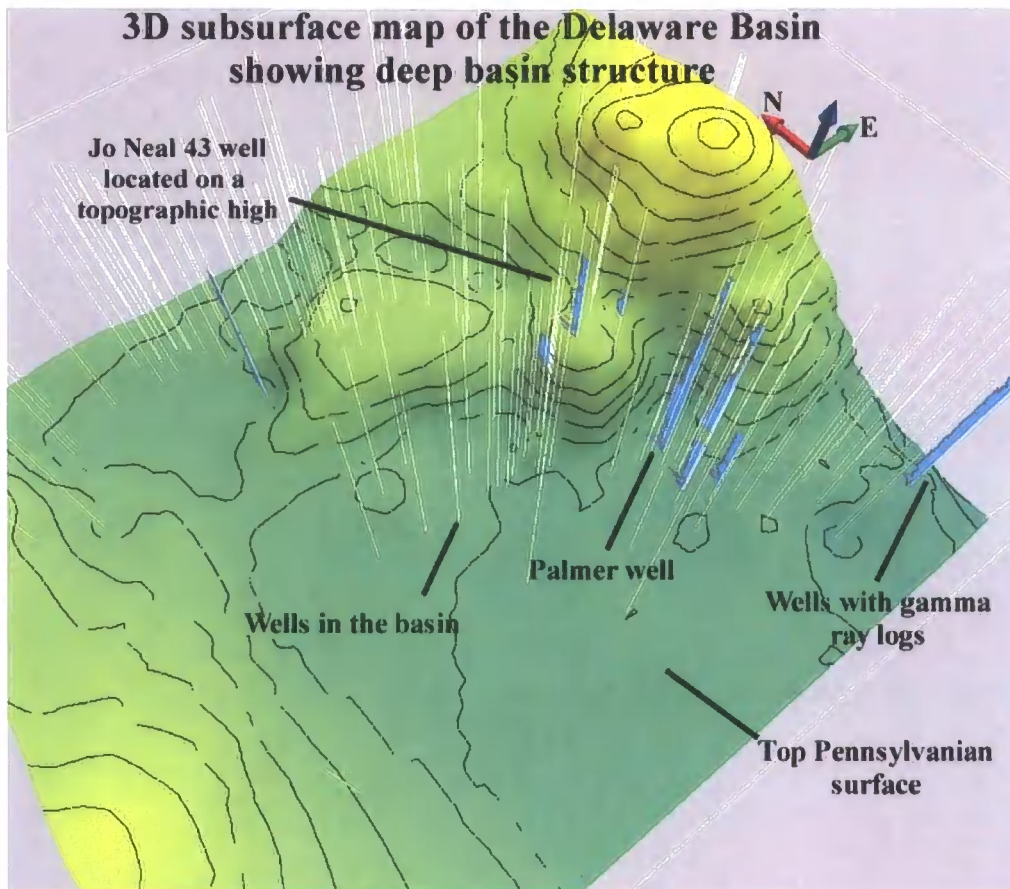 3D subsurface map of the Delaware Basin
showing deep basin structure
N
E
Jo Neal 43 well
located on a
topographic high
Palmer well
Wells in the basin
Wells with gamma
ray logs
Top Pennsylvanian
surface